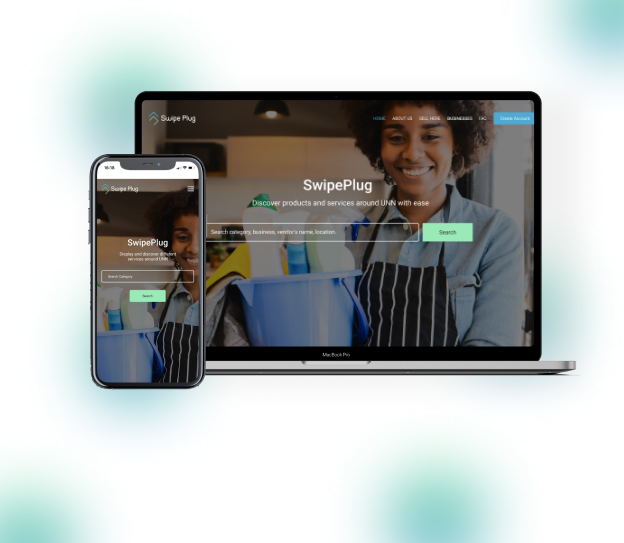 Swipe Plug
HOME ABOUT US SELL HERE BUSINESSES FAQ Create Account
SwipePlug
Discover products and services around UNN with ease
Search category, business, vendor's name, location.
Search
MacBook Pro
16:18
Swipe Plug
SwipePlug
Display and discover different
services around UNN
Search Category
Search